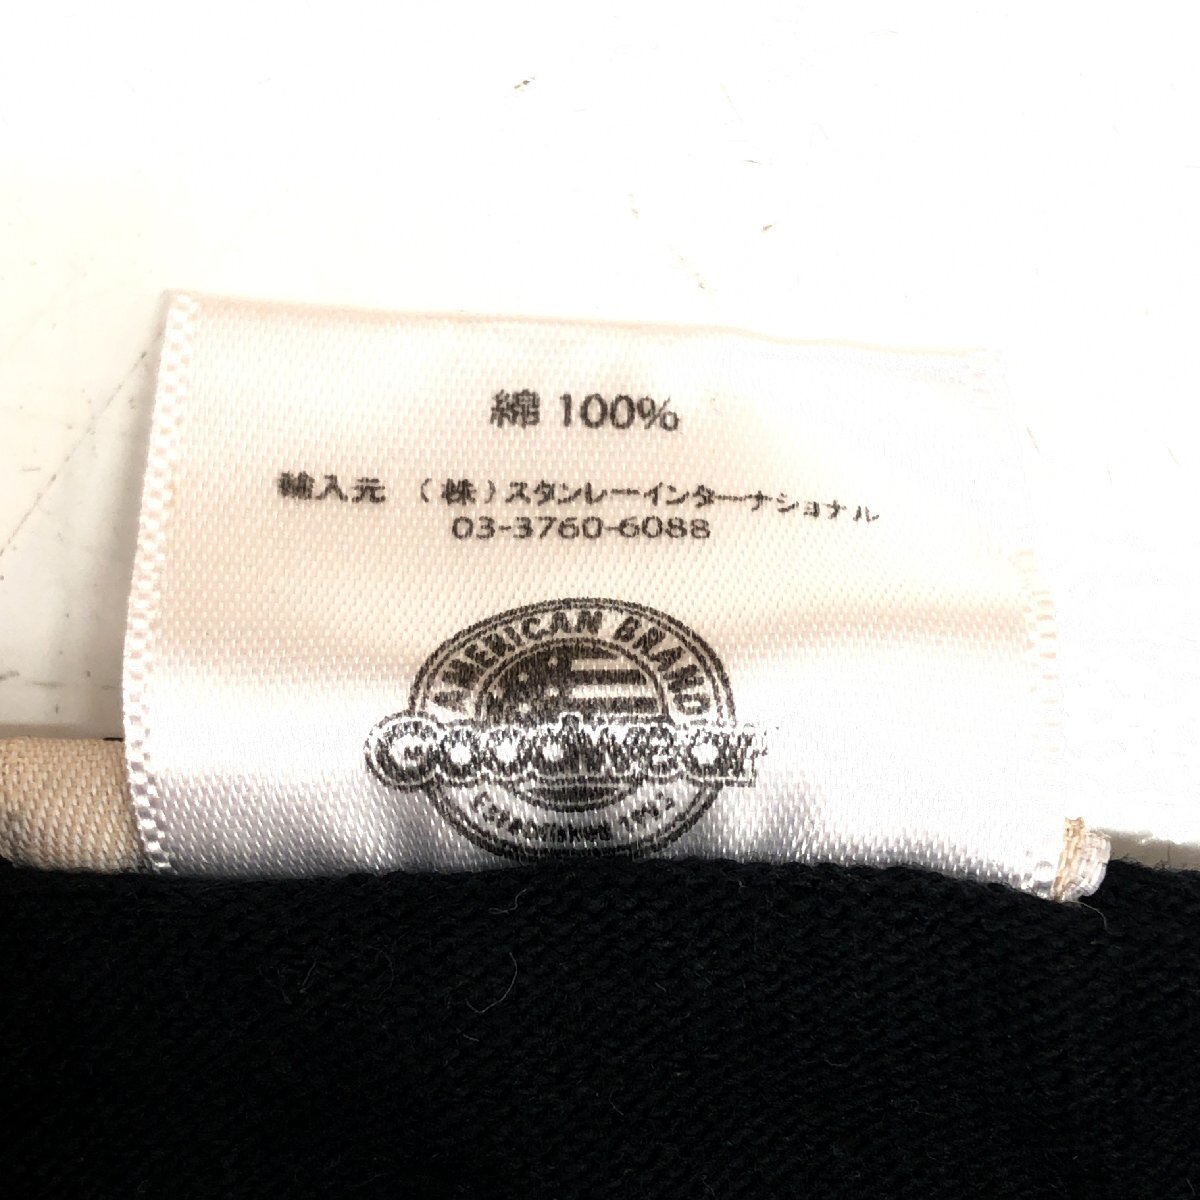 綿 100%
輸入元 (株)スタンレーインターナショナル
03-3760-6088
AMERICAN BRAND
GOODWEAR
ESTABLISHED